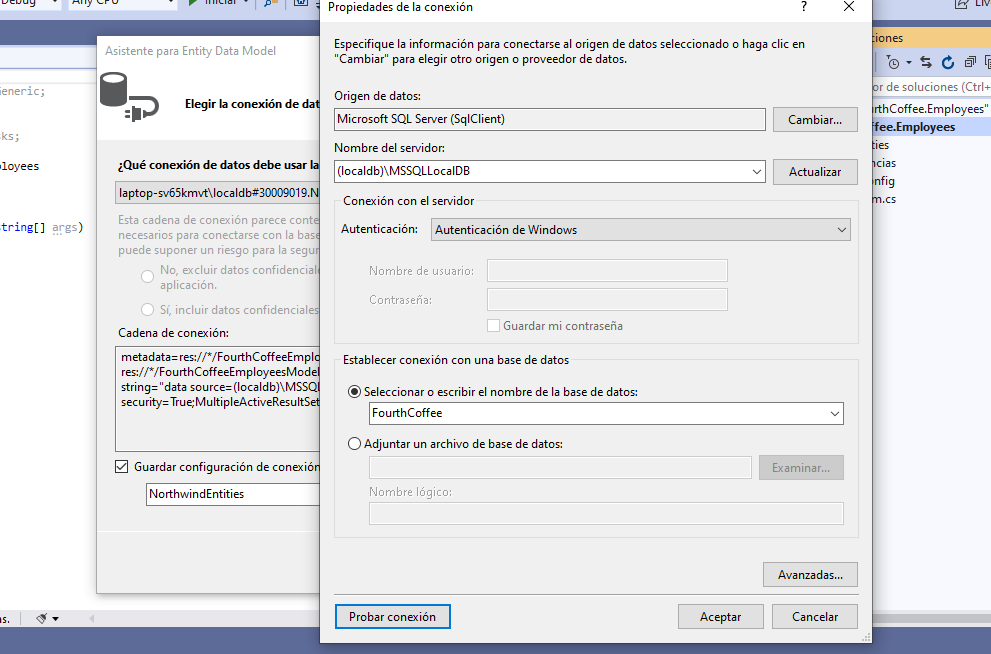 Debug
Any CPU
Iniciar
Propiedades de la conexión
?
Liv
Generic;
sks;
loyees
string[] args)
s.
Asistente para Entity Data Model
Elegir la conexión de dat
¿Qué conexión de datos debe usar la
laptop-sv65kmvt\localdb#30009019.N
Esta cadena de conexión parece conte
necesarios para conectarse con la base
puede suponer un riesgo para la segur
No, excluir datos confidenciale
aplicación.
Sí, incluir datos confidenciales
Cadena de conexión:
metadata=res://*/FourthCoffeeEmplo
res://*/FourthCoffeeEmployeesModel
string="data source=(localdb)\MSSQL
security=True;MultipleActiveResultSet
Guardar configuración de conexión
NorthwindEntities
Especifique la información para conectarse al origen de datos seleccionado o haga clic en
"Cambiar" para elegir otro origen o proveedor de datos.
Origen de datos:
Microsoft SQL Server (SqlClient)
Cambiar...
Nombre del servidor:
(localdb)\MSSQLLocalDB
Actualizar
Conexión con el servidor
Autenticación:
Autenticación de Windows
Nombre de usuario:
Contraseña:
Guardar mi contraseña
Establecer conexión con una base de datos
Seleccionar o escribir el nombre de la base de datos:
FourthCoffee
Adjuntar un archivo de base de datos:
Examinar...
Nombre lógico:
Avanzadas...
Probar conexión
Aceptar
Cancelar
ciones
or de soluciones (Ctrl+
urthCoffee.Employees"
ffee.Employees
ties
ncias
nfig
m.cs